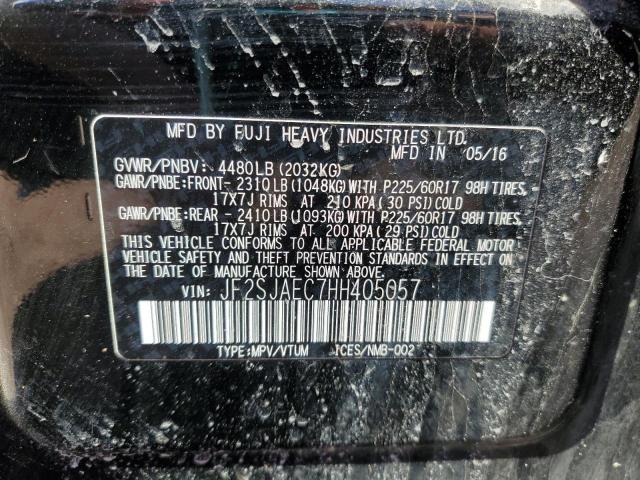 MFD BY FUJI HEAVY INDUSTRIES LTD.
MFD IN '05/16
GVWR/PNBV: 4480LB(2032KG)
GAWR/PNBE:FRONT- 2310LB(1048KG)WITH P225/60R17 98H TIRES,
17X7J RIMS AT 210 KPA(30 PSI)COLD
GAWR/PNBE:REAR - 2410LB(1093KG)WITH P225/60R17 98H TIRES,
17X7J RIMS AT 200 KPA(29 PSI)COLD
THIS VEHICLE CONFORMS TO ALL APPLICABLE FEDERAL MOTOR
VEHICLE SAFETY AND THEFT PREVENTION STANDARDS IN EFFECT ON
THE DATE OF MANUFACTURE SHOWN ABOVE.
VIN: JF2SJAEC7HH405057
TYPE:MPV/VTUM ICES/NMB-002